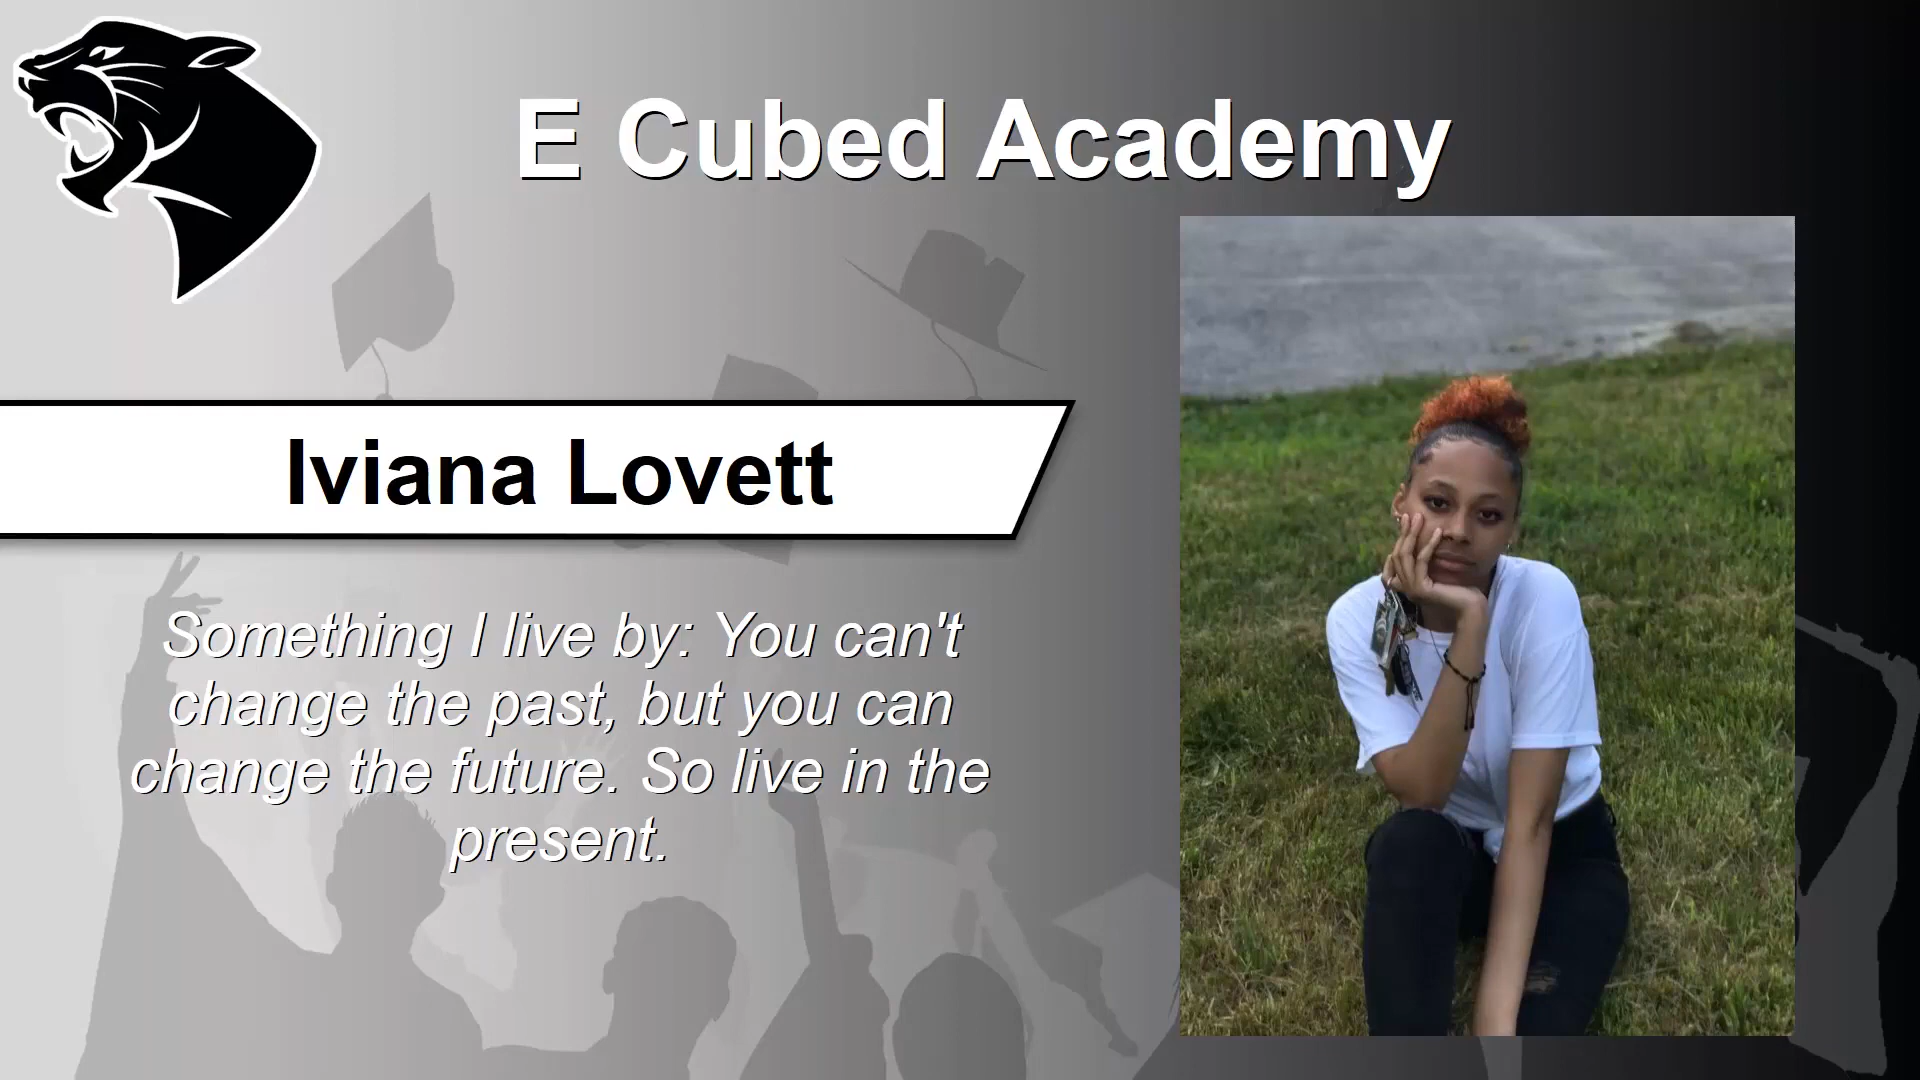 E Cubed Academy
Iviana Lovett
Something I live by: You can't
change the past, but you can
change the future. So live in the
present.